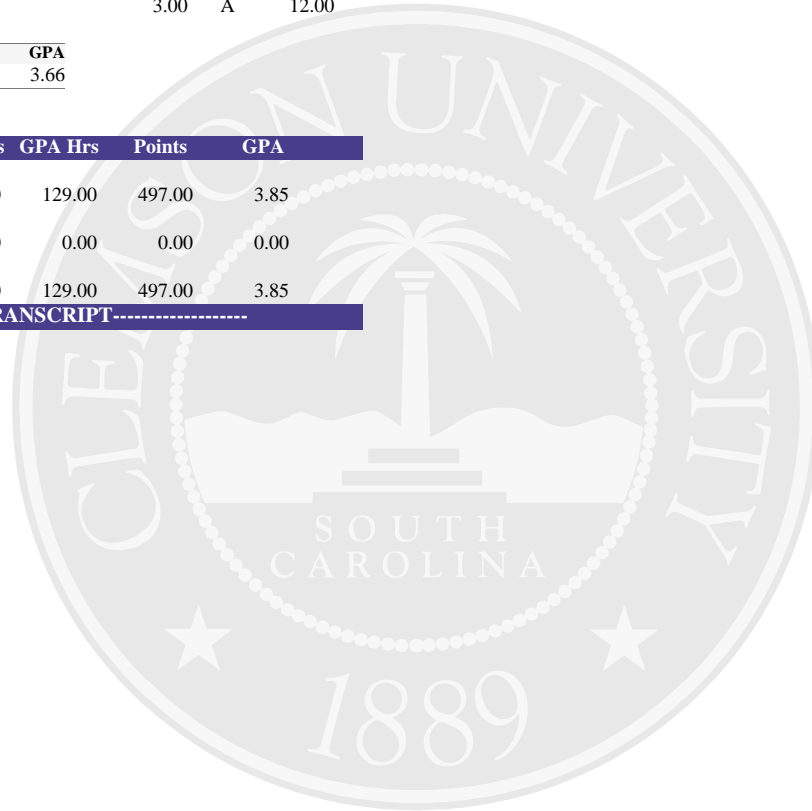 3.00 A 12.00
GPA
3.66
s GPA Hrs Points GPA
129.00 497.00 3.85
0.00 0.00 0.00
129.00 497.00 3.85
RANSCRIPT-------------------
CLEMSON UNIVERSITY
SOUTH
CAROLINA
1889